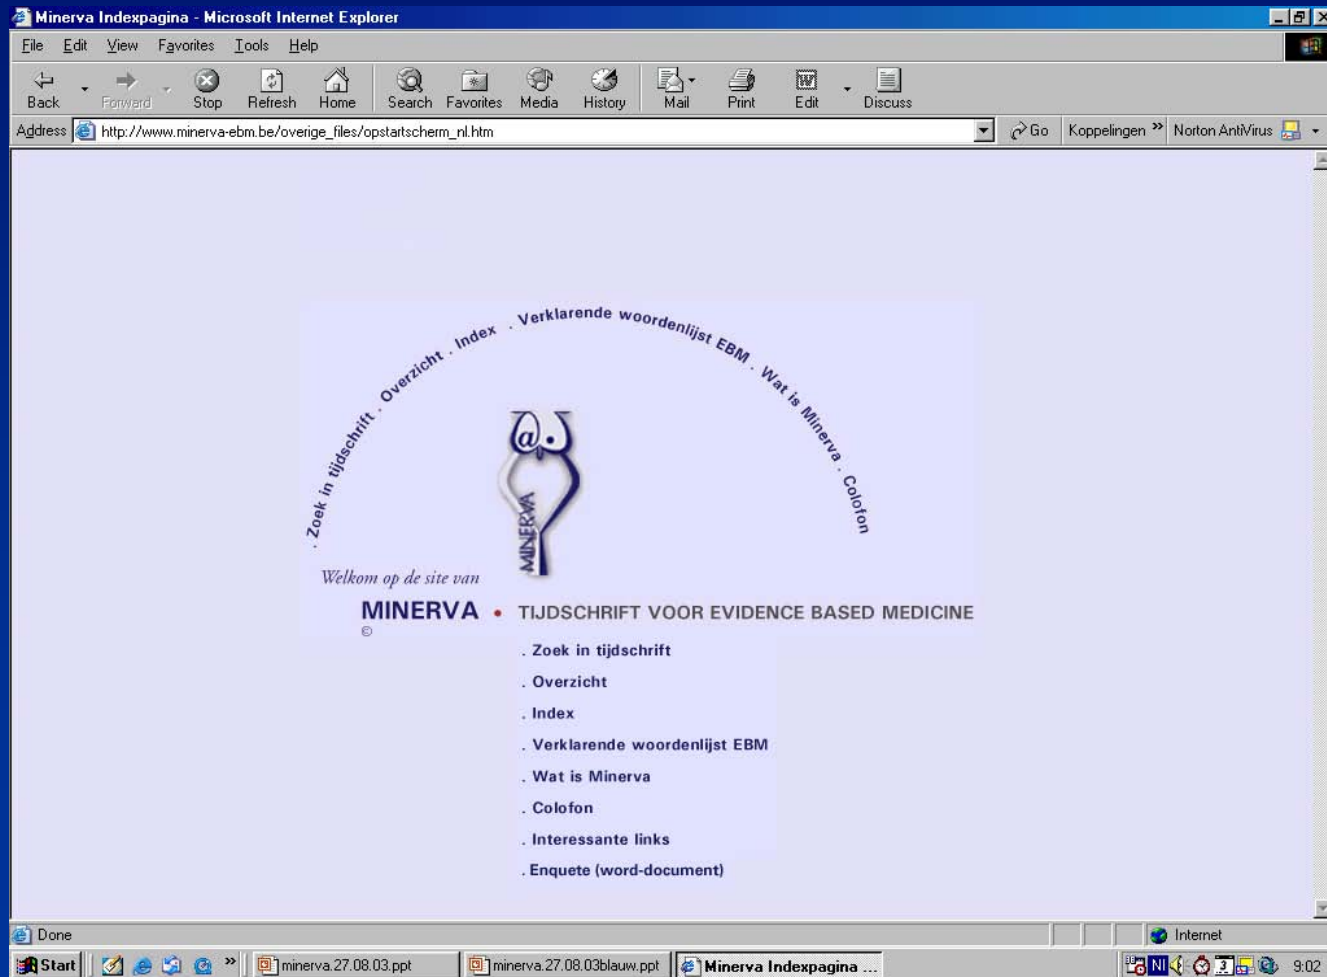 Minerva Indexpagina - Microsoft Internet Explorer
File Edit View Favorites Tools Help
Back Forward Stop Refresh Home Search Favorites Media History Mail Print Edit Discuss
Address http://www.minerva-ebm.be/overige_files/opstartscherm_nl.htm Go Koppelingen » Norton AntiVirus
. Zoek in tijdschrift . Overzicht . Index . Verklarende woordenlijst EBM . Wat is Minerva . Colofon
@
MINERVA
Welkom op de site van
MINERVA • TIJDSCHRIFT VOOR EVIDENCE BASED MEDICINE
©
. Zoek in tijdschrift
. Overzicht
. Index
. Verklarende woordenlijst EBM
. Wat is Minerva
. Colofon
. Interessante links
. Enquete (word-document)
Done Internet
Start » minerva.27.08.03.ppt minerva.27.08.03blauw.ppt Minerva Indexpagina ... Nl 3 9:02